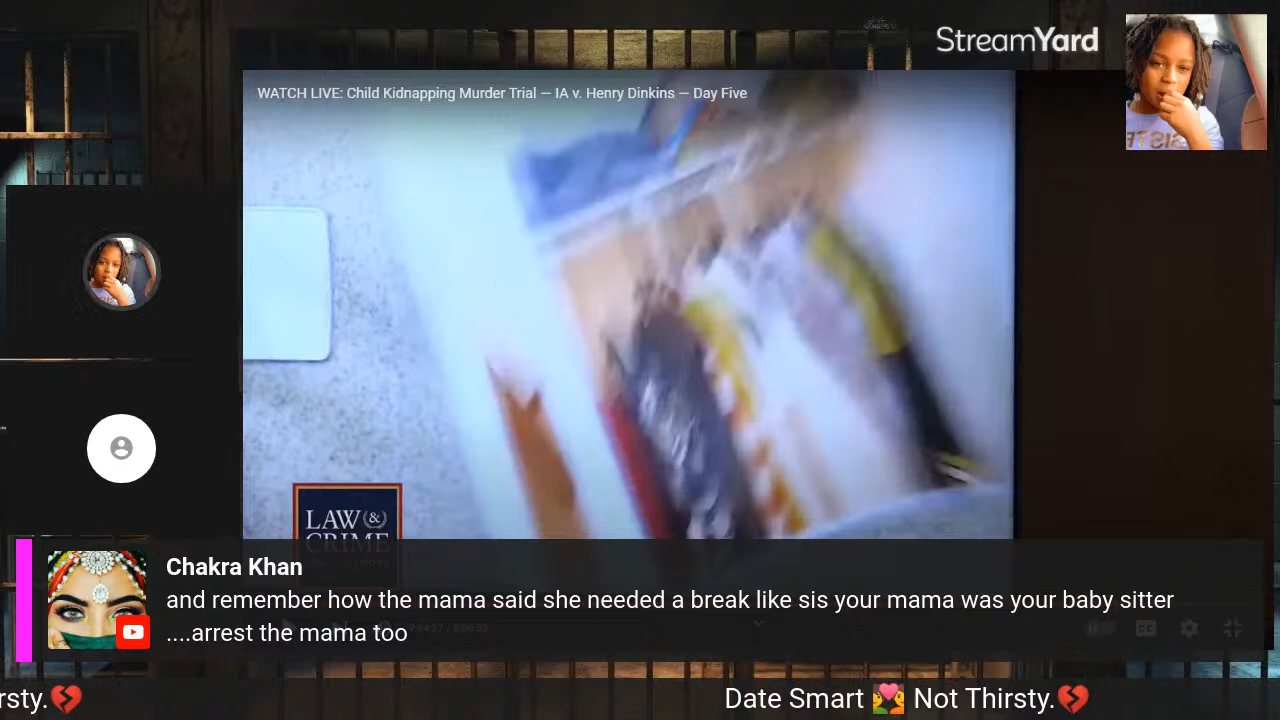 StreamYard
WATCH LIVE: Child Kidnapping Murder Trial — IA v. Henry Dinkins — Day Five
LAW &
CRIME
Chakra Khan
and remember how the mama said she needed a break like sis your mama was your baby sitter
....arrest the mama too
rsty.💔
Date Smart 💑 Not Thirsty.💔